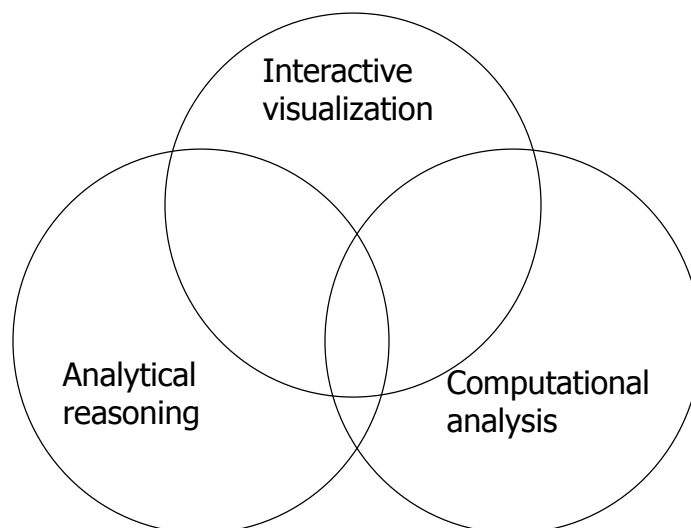 Interactive
visualization
Analytical
reasoning
Computational
analysis